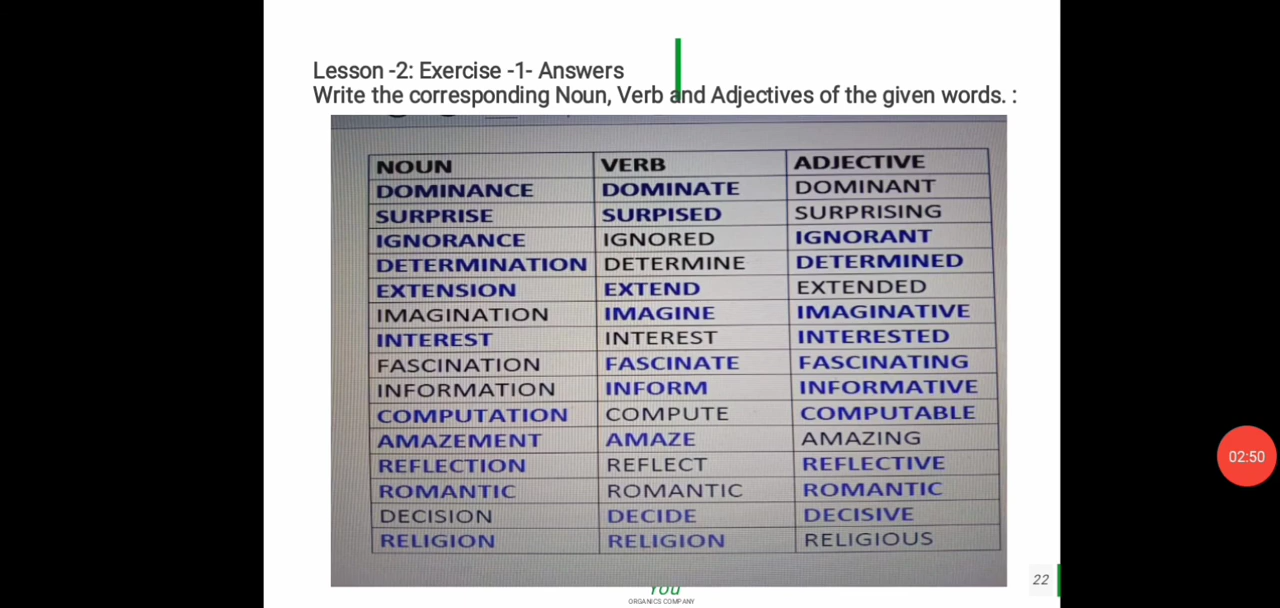 Lesson -2: Exercise -1- Answers
Write the corresponding Noun, Verb and Adjectives of the given words. :
NOUN VERB ADJECTIVE
DOMINANCE DOMINATE DOMINANT
SURPRISE SURPISED SURPRISING
IGNORANCE IGNORED IGNORANT
DETERMINATION DETERMINE DETERMINED
EXTENSION EXTEND EXTENDED
IMAGINATION IMAGINE IMAGINATIVE
INTEREST INTEREST INTERESTED
FASCINATION FASCINATE FASCINATING
INFORMATION INFORM INFORMATIVE
COMPUTATION COMPUTE COMPUTABLE
AMAZEMENT AMAZE AMAZING
REFLECTION REFLECT REFLECTIVE
ROMANTIC ROMANTIC ROMANTIC
DECISION DECIDE DECISIVE
RELIGION RELIGION RELIGIOUS
02:50
22
You
ORGANICS COMPANY